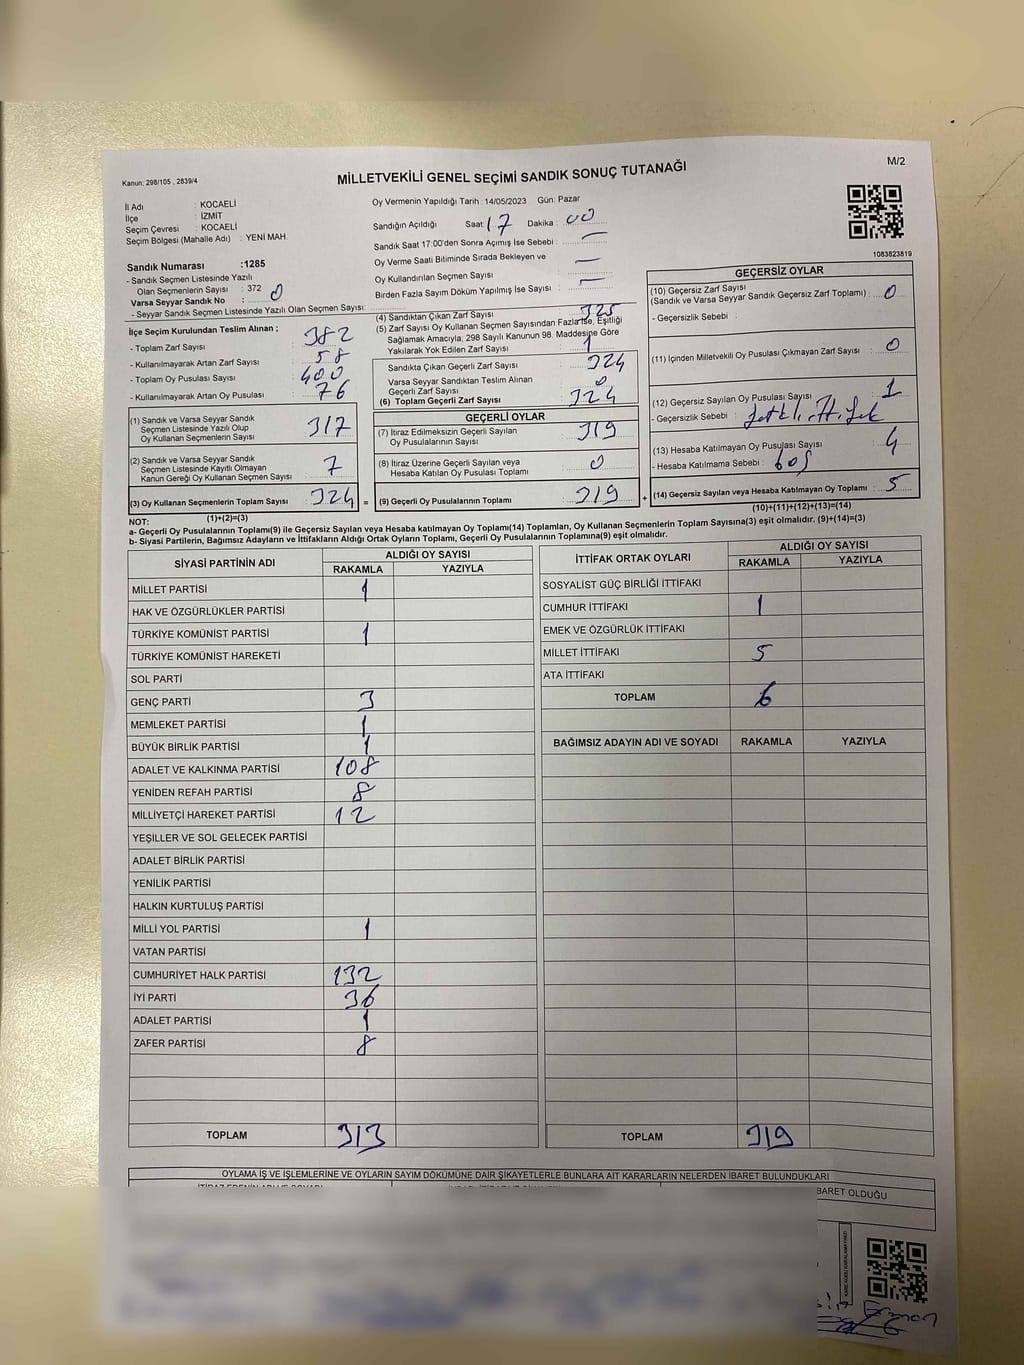 Kanun; 298/105 , 2839/4
MİLLETVEKİLİ GENEL SEÇİMİ SANDIK SONUÇ TUTANAĞI
M/2
İl Adı : KOCAELİ
İlçe : İZMİT
Seçim Çevresi : KOCAELİ
Seçim Bölgesi (Mahalle Adı) : YENİ MAH.
Oy Vermenin Yapıldığı Tarih : 14/05/2023 Gün: Pazar
Sandığın Açıldığı Saat: 17 Dakika : 00
Sandık Saat 17:00'den Sonra Açımış İse Sebebi : —
Oy Verme Saati Bitiminde Sırada Bekleyen ve
Oy Kullandırılan Seçmen Sayısı : —
Birden Fazla Sayım Döküm Yapılmış İse Sayısı : —
1083823819
Sandık Numarası :1285
- Sandık Seçmen Listesinde Yazılı
Olan Seçmenlerin Sayısı : 372
Varsa Seyyar Sandık No : 0
- Seyyar Sandık Seçmen Listesinde Yazılı Olan Seçmen Sayısı:
İlçe Seçim Kurulundan Teslim Alınan ;
- Toplam Zarf Sayısı : 382
- Kullanılmayarak Artan Zarf Sayısı : 58
- Toplam Oy Pusulası Sayısı : 400
- Kullanılmayarak Artan Oy Pusulası : 76
(1) Sandık ve Varsa Seyyar Sandık
Seçmen Listesinde Yazılı Olup
Oy Kullanan Seçmenlerin Sayısı 317
(2) Sandık ve Varsa Seyyar Sandık
Seçmen Listesinde Kayıtlı Olmayan
Kanun Gereği Oy Kullanan Seçmen Sayısı 7
(3) Oy Kullanan Seçmenlerin Toplam Sayısı 324 =
(1)+(2)=(3)
(4) Sandıktan Çıkan Zarf Sayısı : 325
(5) Zarf Sayısı Oy Kullanan Seçmen Sayısından Fazla İse, Eşitliği
Sağlamak Amacıyla; 298 Sayılı Kanunun 98. Maddesine Göre
Yakılarak Yok Edilen Zarf Sayısı : 1
Sandıkta Çıkan Geçerli Zarf Sayısı : 324
Varsa Seyyar Sandıktan Teslim Alınan
Geçerli Zarf Sayısı : 0
(6) Toplam Geçerli Zarf Sayısı : 324
GEÇERLİ OYLAR
(7) İtiraz Edilmeksizin Geçerli Sayılan
Oy Pusulalarının Sayısı : 319
(8) İtiraz Üzerine Geçerli Sayılan veya
Hesaba Katılan Oy Pusulası Toplamı : 0
(9) Geçerli Oy Pusulalarının Toplamı : 319 +
GEÇERSİZ OYLAR
(10) Geçersiz Zarf Sayısı
(Sandık ve Varsa Seyyar Sandık Geçersiz Zarf Toplamı) : 0
- Geçersizlik Sebebi :
(11) İçinden Milletvekili Oy Pusulası Çıkmayan Zarf Sayısı : 0
(12) Geçersiz Sayılan Oy Pusulası Sayısı : 1
- Geçersizlik Sebebi :
(13) Hesaba Katılmayan Oy Pusulası Sayısı : 4
- Hesaba Katılmama Sebebi : boş
(14) Geçersiz Sayılan veya Hesaba Katılmayan Oy Toplamı : 5
(10)+(11)+(12)+(13)=(14)
NOT:
a- Geçerli Oy Pusulalarının Toplamı(9) ile Geçersiz Sayılan veya Hesaba katılmayan Oy Toplamı(14) Toplamları, Oy Kullanan Seçmenlerin Toplam Sayısına(3) eşit olmalıdır. (9)+(14)=(3)
b- Siyasi Partilerin, Bağımsız Adayların ve İttifakların Aldığı Ortak Oyların Toplamı, Geçerli Oy Pusulalarının Toplamına(9) eşit olmalıdır.
SİYASİ PARTİNİN ADI ALDIĞI OY SAYISI
RAKAMLA YAZIYLA
MİLLET PARTİSİ 1
HAK VE ÖZGÜRLÜKLER PARTİSİ
TÜRKİYE KOMÜNİST PARTİSİ 1
TÜRKİYE KOMÜNİST HAREKETİ
SOL PARTİ
GENÇ PARTİ 3
MEMLEKET PARTİSİ 1
BÜYÜK BİRLİK PARTİSİ 1
ADALET VE KALKINMA PARTİSİ 108
YENİDEN REFAH PARTİSİ 8
MİLLİYETÇİ HAREKET PARTİSİ 12
YEŞİLLER VE SOL GELECEK PARTİSİ
ADALET BİRLİK PARTİSİ
YENİLİK PARTİSİ
HALKIN KURTULUŞ PARTİSİ
MİLLİ YOL PARTİSİ 1
VATAN PARTİSİ
CUMHURİYET HALK PARTİSİ 132
İYİ PARTİ 36
ADALET PARTİSİ 1
ZAFER PARTİSİ 8
TOPLAM 313
İTTİFAK ORTAK OYLARI ALDIĞI OY SAYISI
RAKAMLA YAZIYLA
SOSYALİST GÜÇ BİRLİĞİ İTTİFAKI
CUMHUR İTTİFAKI 1
EMEK VE ÖZGÜRLÜK İTTİFAKI
MİLLET İTTİFAKI 5
ATA İTTİFAKI
TOPLAM 6
BAĞIMSIZ ADAYIN ADI VE SOYADI RAKAMLA YAZIYLA
TOPLAM 319
OYLAMA İŞ VE İŞLEMLERİNE VE OYLARIN SAYIM DÖKÜMÜNE DAİR ŞİKAYETLERLE BUNLARA AİT KARARLARIN NELERDEN İBARET BULUNDUKLARI
BARET OLDUĞU